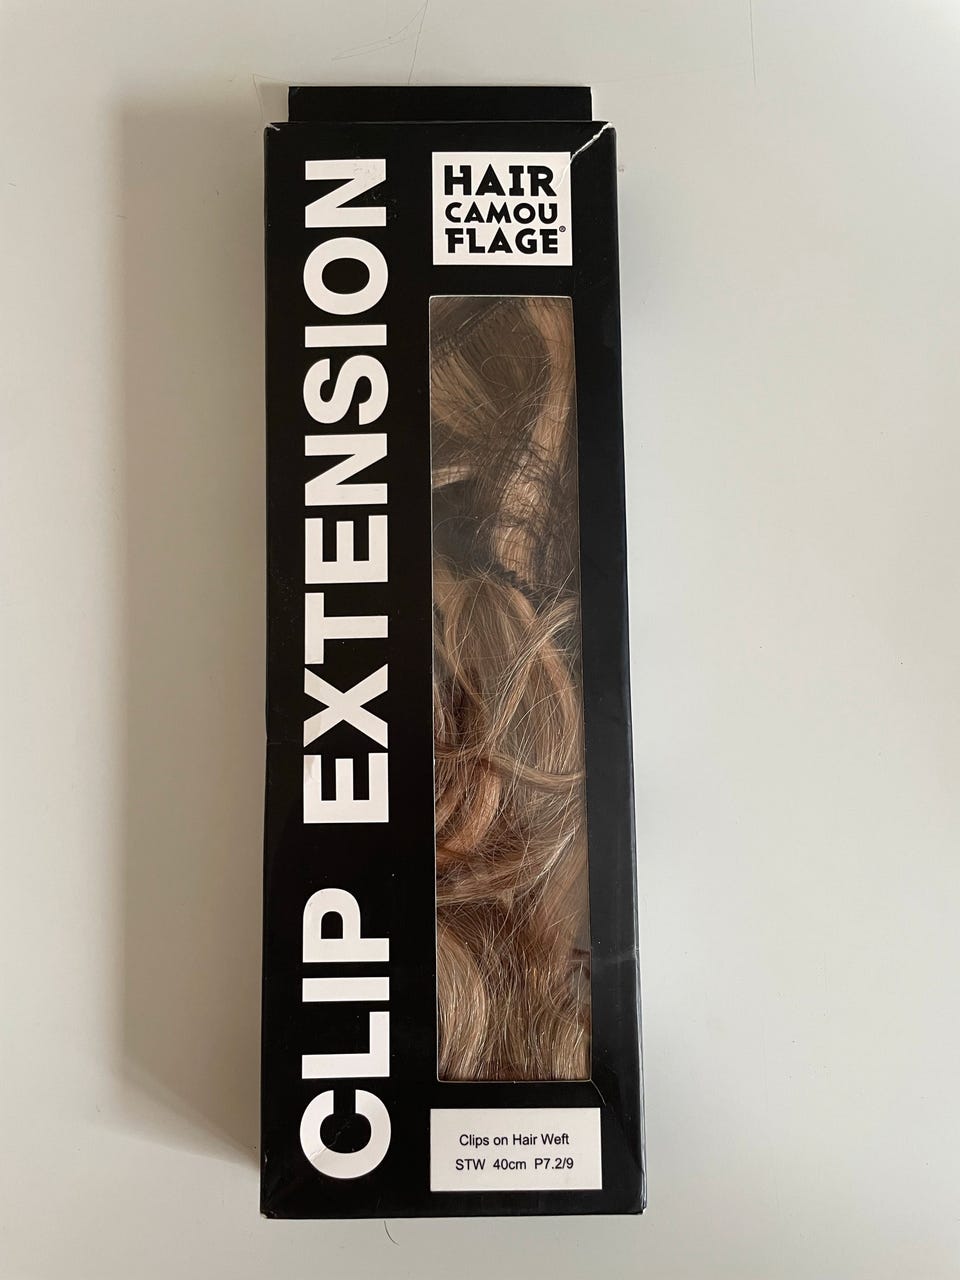 CLIP EXTENSION
HAIR
CAMOU
FLAGE®
Clips on Hair Weft
STW 40cm P7.2/9